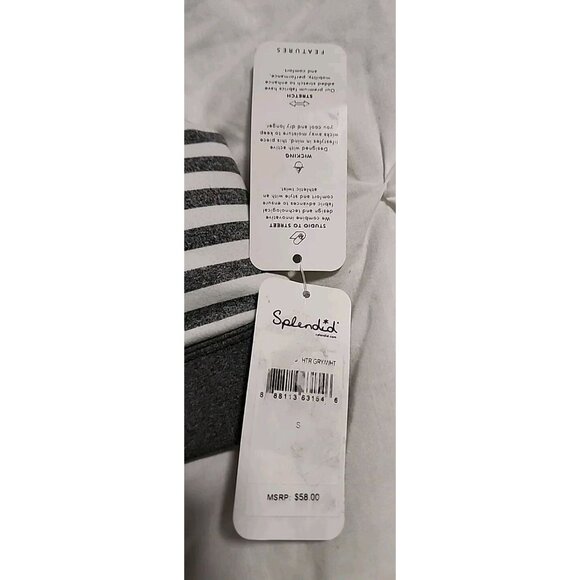 FEATURES
STUDIO TO STREET
We combine innovative
design and technological
fabric advances to ensure
comfort and style with an
athletic twist.
WICKING
Designed with active
lifestyles in mind, this piece
wicks away moisture to keep
you cool and dry longer
STRETCH
Our premium fabrics have
added stretch to enhance
mobility, performance,
and comfort
Splendid
splendid.com
HTR GRY/WHT
8 88113 63154 6
S
MSRP: $58.00